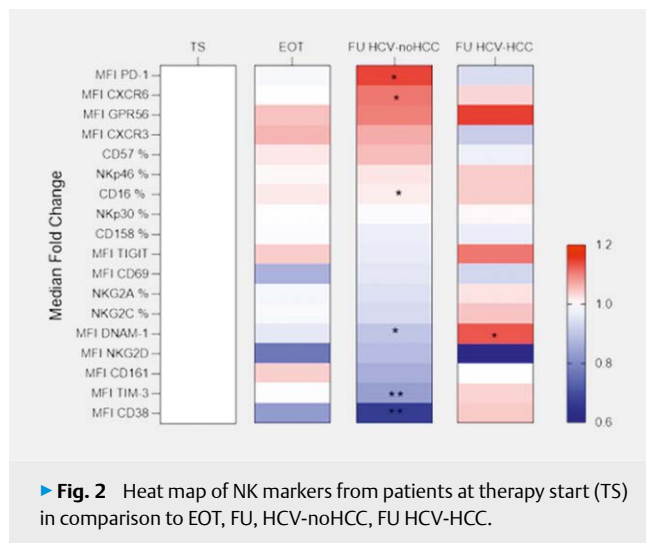 TS EOT FU HCV-noHCC FU HCV-HCC
Median Fold Change
MFI PD-1 *
MFI CXCR6 *
MFI GPR56
MFI CXCR3
CD57 %
NKp46 %
CD16 % *
NKp30 %
CD158 %
MFI TIGIT
MFI CD69
NKG2A %
NKG2C %
MFI DNAM-1 * *
MFI NKG2D
MFI CD161
MFI TIM-3 **
MFI CD38 **
1.2
1.0
0.8
0.6
► Fig. 2 Heat map of NK markers from patients at therapy start (TS)
in comparison to EOT, FU, HCV-noHCC, FU HCV-HCC.